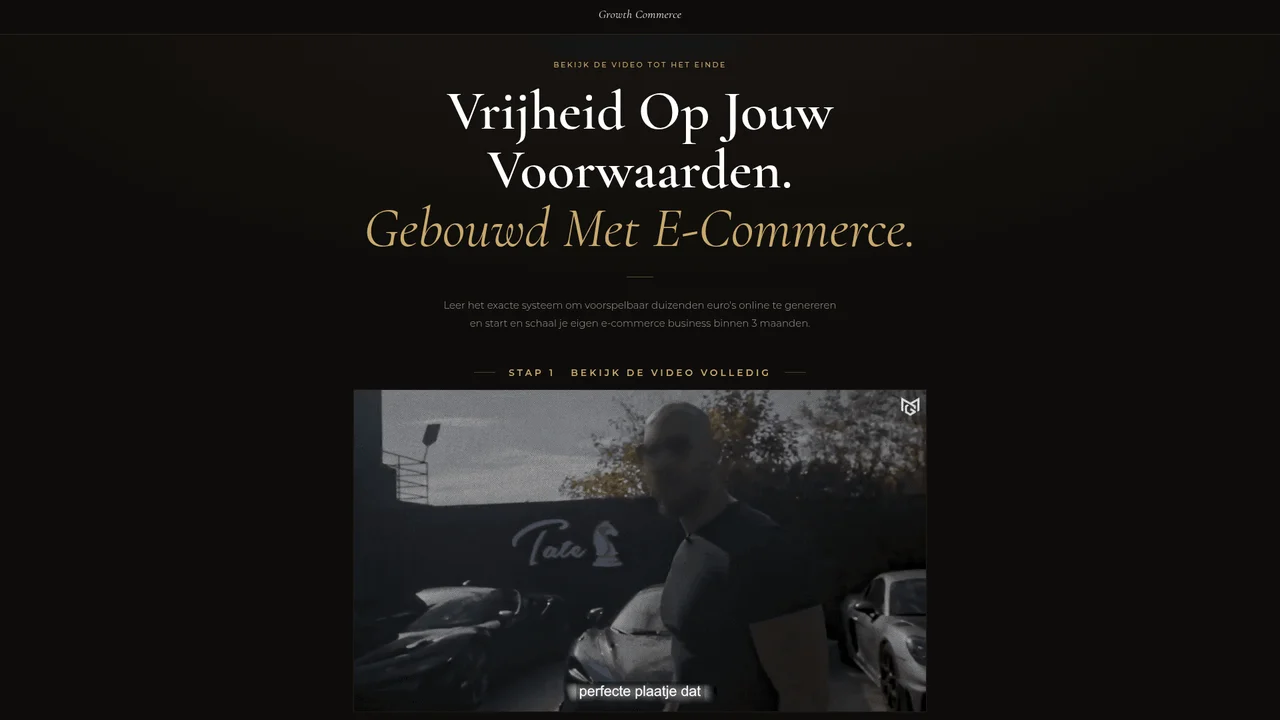 Growth Commerce
BEKIJK DE VIDEO TOT HET EINDE
Vrijheid Op Jouw
Voorwaarden.
Gebouwd Met E-Commerce.
Leer het exacte systeem om voorspelbaar duizenden euro's online te genereren
en start en schaal je eigen e-commerce business binnen 3 maanden.
STAP 1 BEKIJK DE VIDEO VOLLEDIG
Tate
perfecte plaatje dat